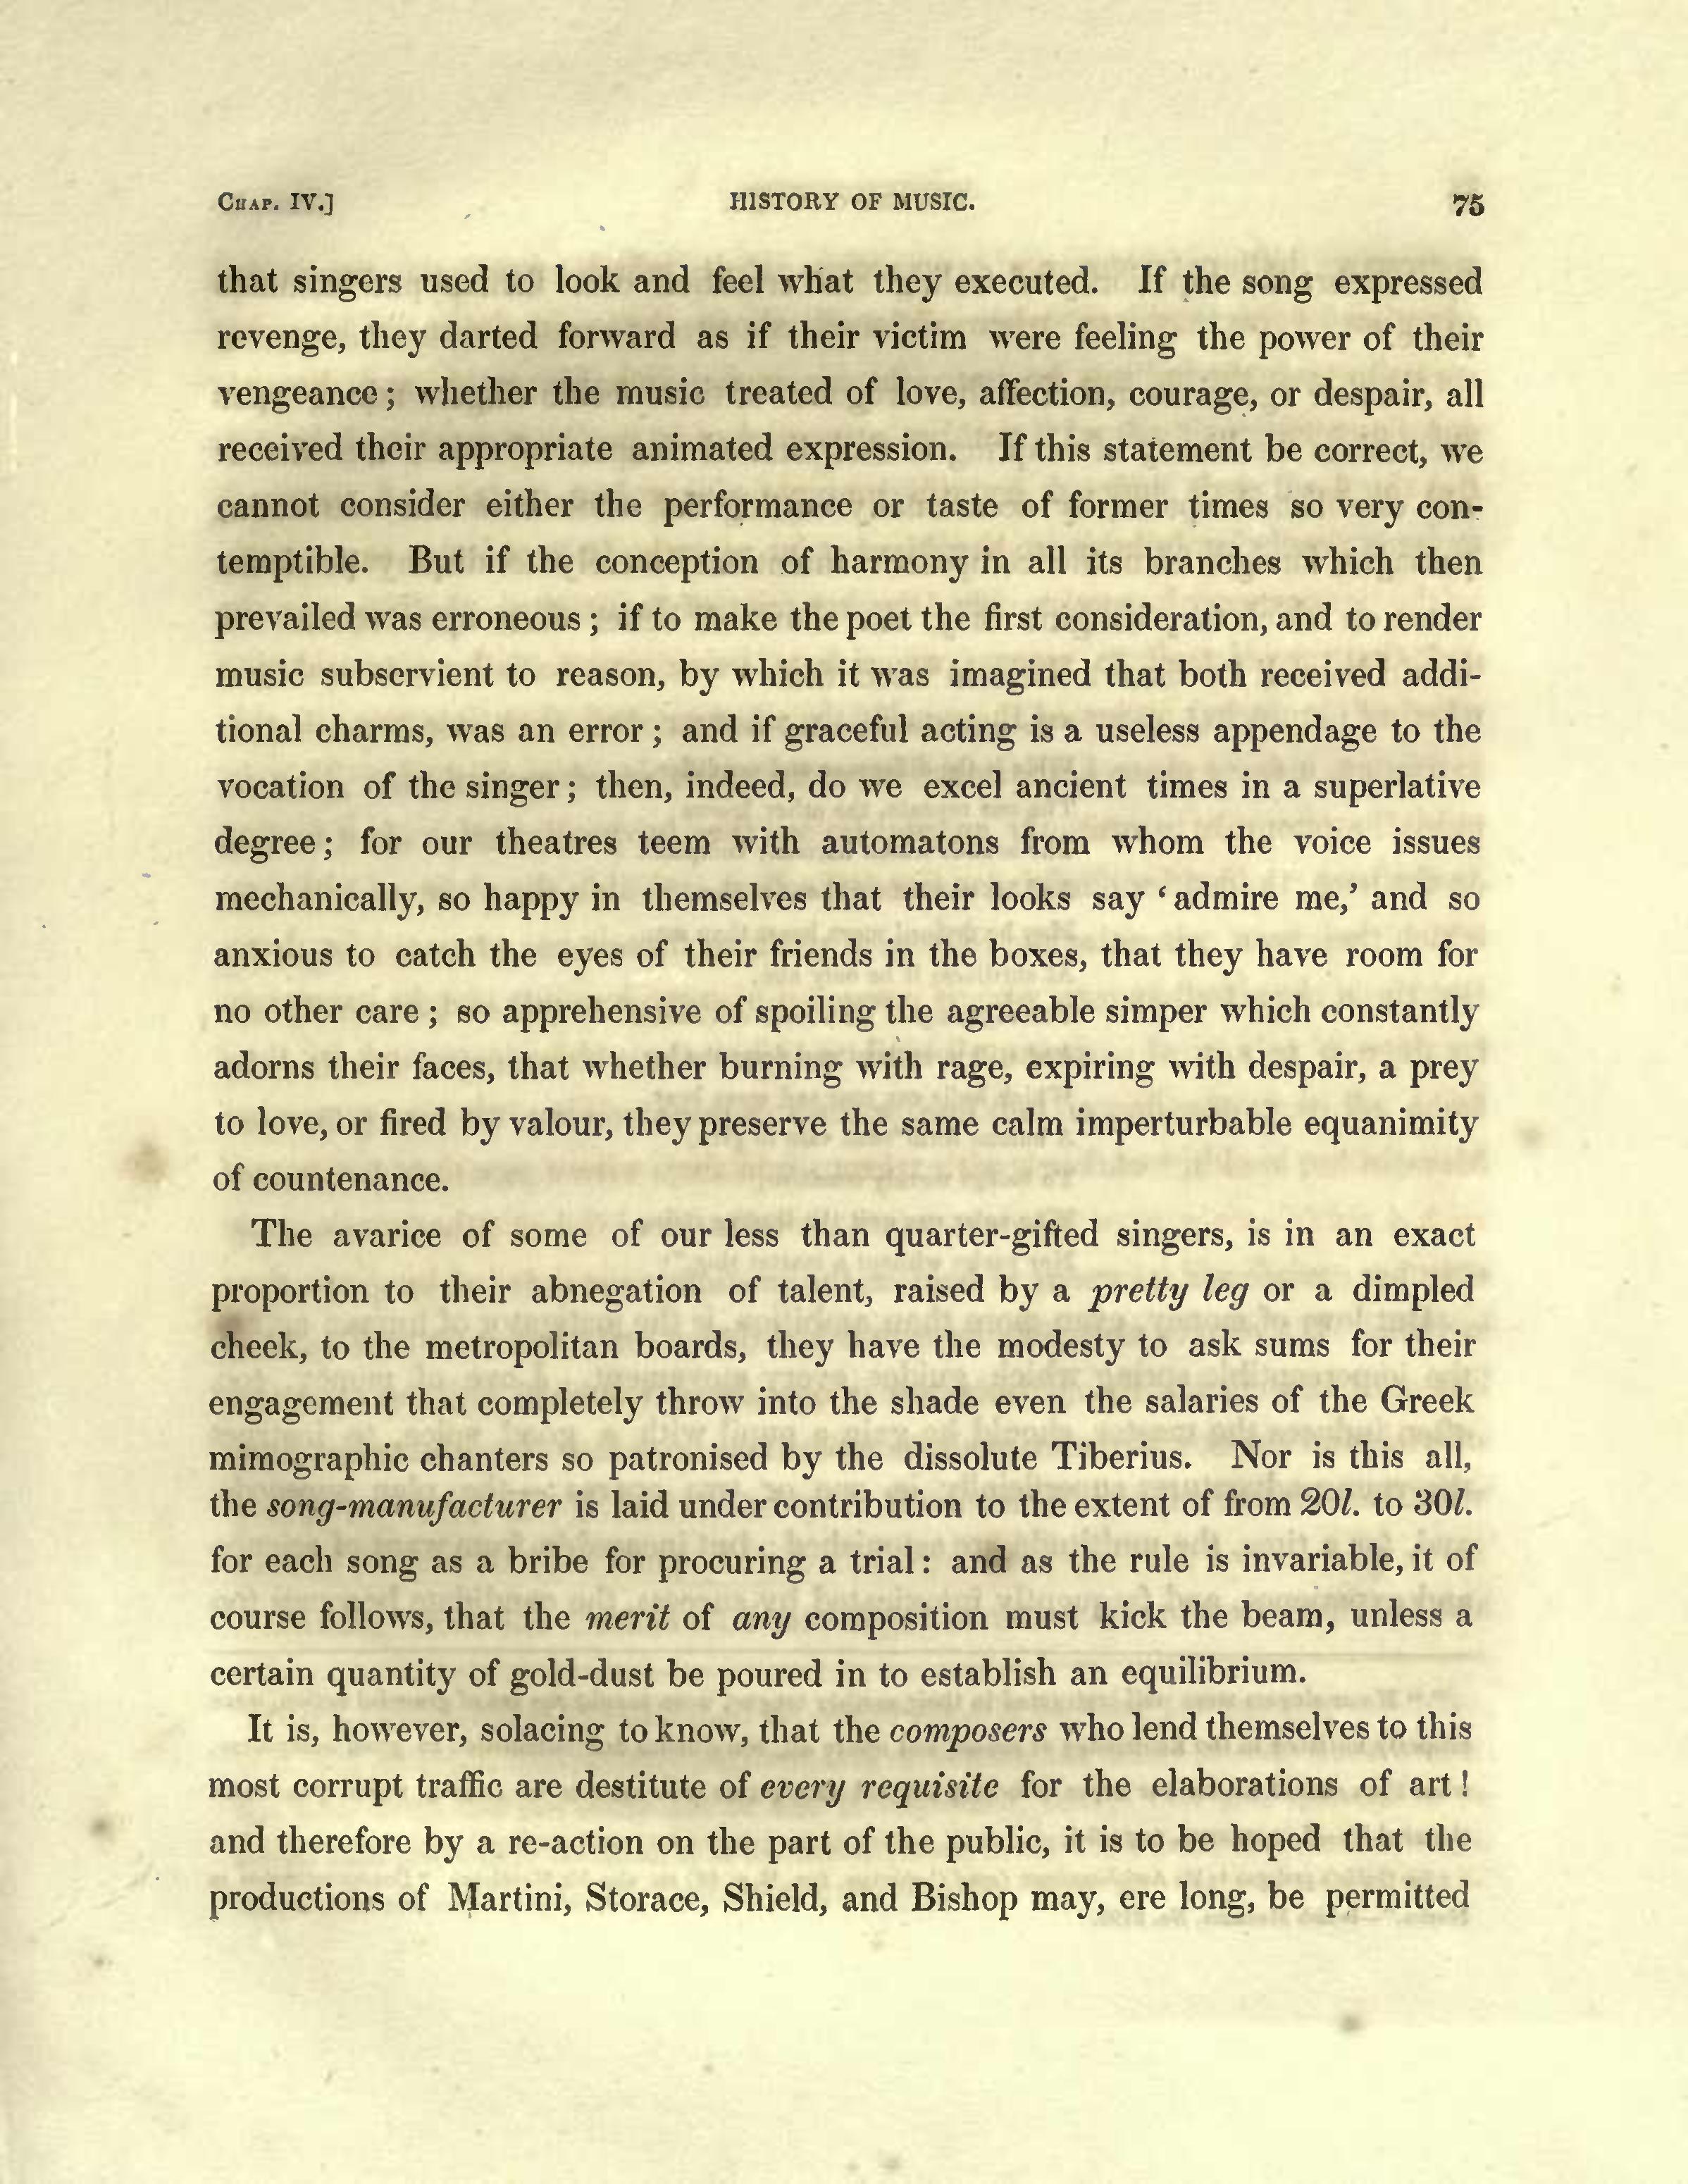 CHAP. IV.] HISTORY OF MUSIC. 75
that singers used to look and feel what they executed. If the song expressed
revenge, they darted forward as if their victim were feeling the power of their
vengeance; whether the music treated of love, affection, courage, or despair, all
received their appropriate animated expression. If this statement be correct, we
cannot consider either the performance or taste of former times so very con-
temptible. But if the conception of harmony in all its branches which then
prevailed was erroneous; if to make the poet the first consideration, and to render
music subservient to reason, by which it was imagined that both received addi-
tional charms, was an error; and if graceful acting is a useless appendage to the
vocation of the singer; then, indeed, do we excel ancient times in a superlative
degree; for our theatres teem with automatons from whom the voice issues
mechanically, so happy in themselves that their looks say ‘admire me,’ and so
anxious to catch the eyes of their friends in the boxes, that they have room for
no other care; so apprehensive of spoiling the agreeable simper which constantly
adorns their faces, that whether burning with rage, expiring with despair, a prey
to love, or fired by valour, they preserve the same calm imperturbable equanimity
of countenance.
The avarice of some of our less than quarter-gifted singers, is in an exact
proportion to their abnegation of talent, raised by a pretty leg or a dimpled
cheek, to the metropolitan boards, they have the modesty to ask sums for their
engagement that completely throw into the shade even the salaries of the Greek
mimographic chanters so patronised by the dissolute Tiberius. Nor is this all,
the song-manufacturer is laid under contribution to the extent of from 20l. to 30l.
for each song as a bribe for procuring a trial: and as the rule is invariable, it of
course follows, that the merit of any composition must kick the beam, unless a
certain quantity of gold-dust be poured in to establish an equilibrium.
It is, however, solacing to know, that the composers who lend themselves to this
most corrupt traffic are destitute of every requisite for the elaborations of art!
and therefore by a re-action on the part of the public, it is to be hoped that the
productions of Martini, Storace, Shield, and Bishop may, ere long, be permitted